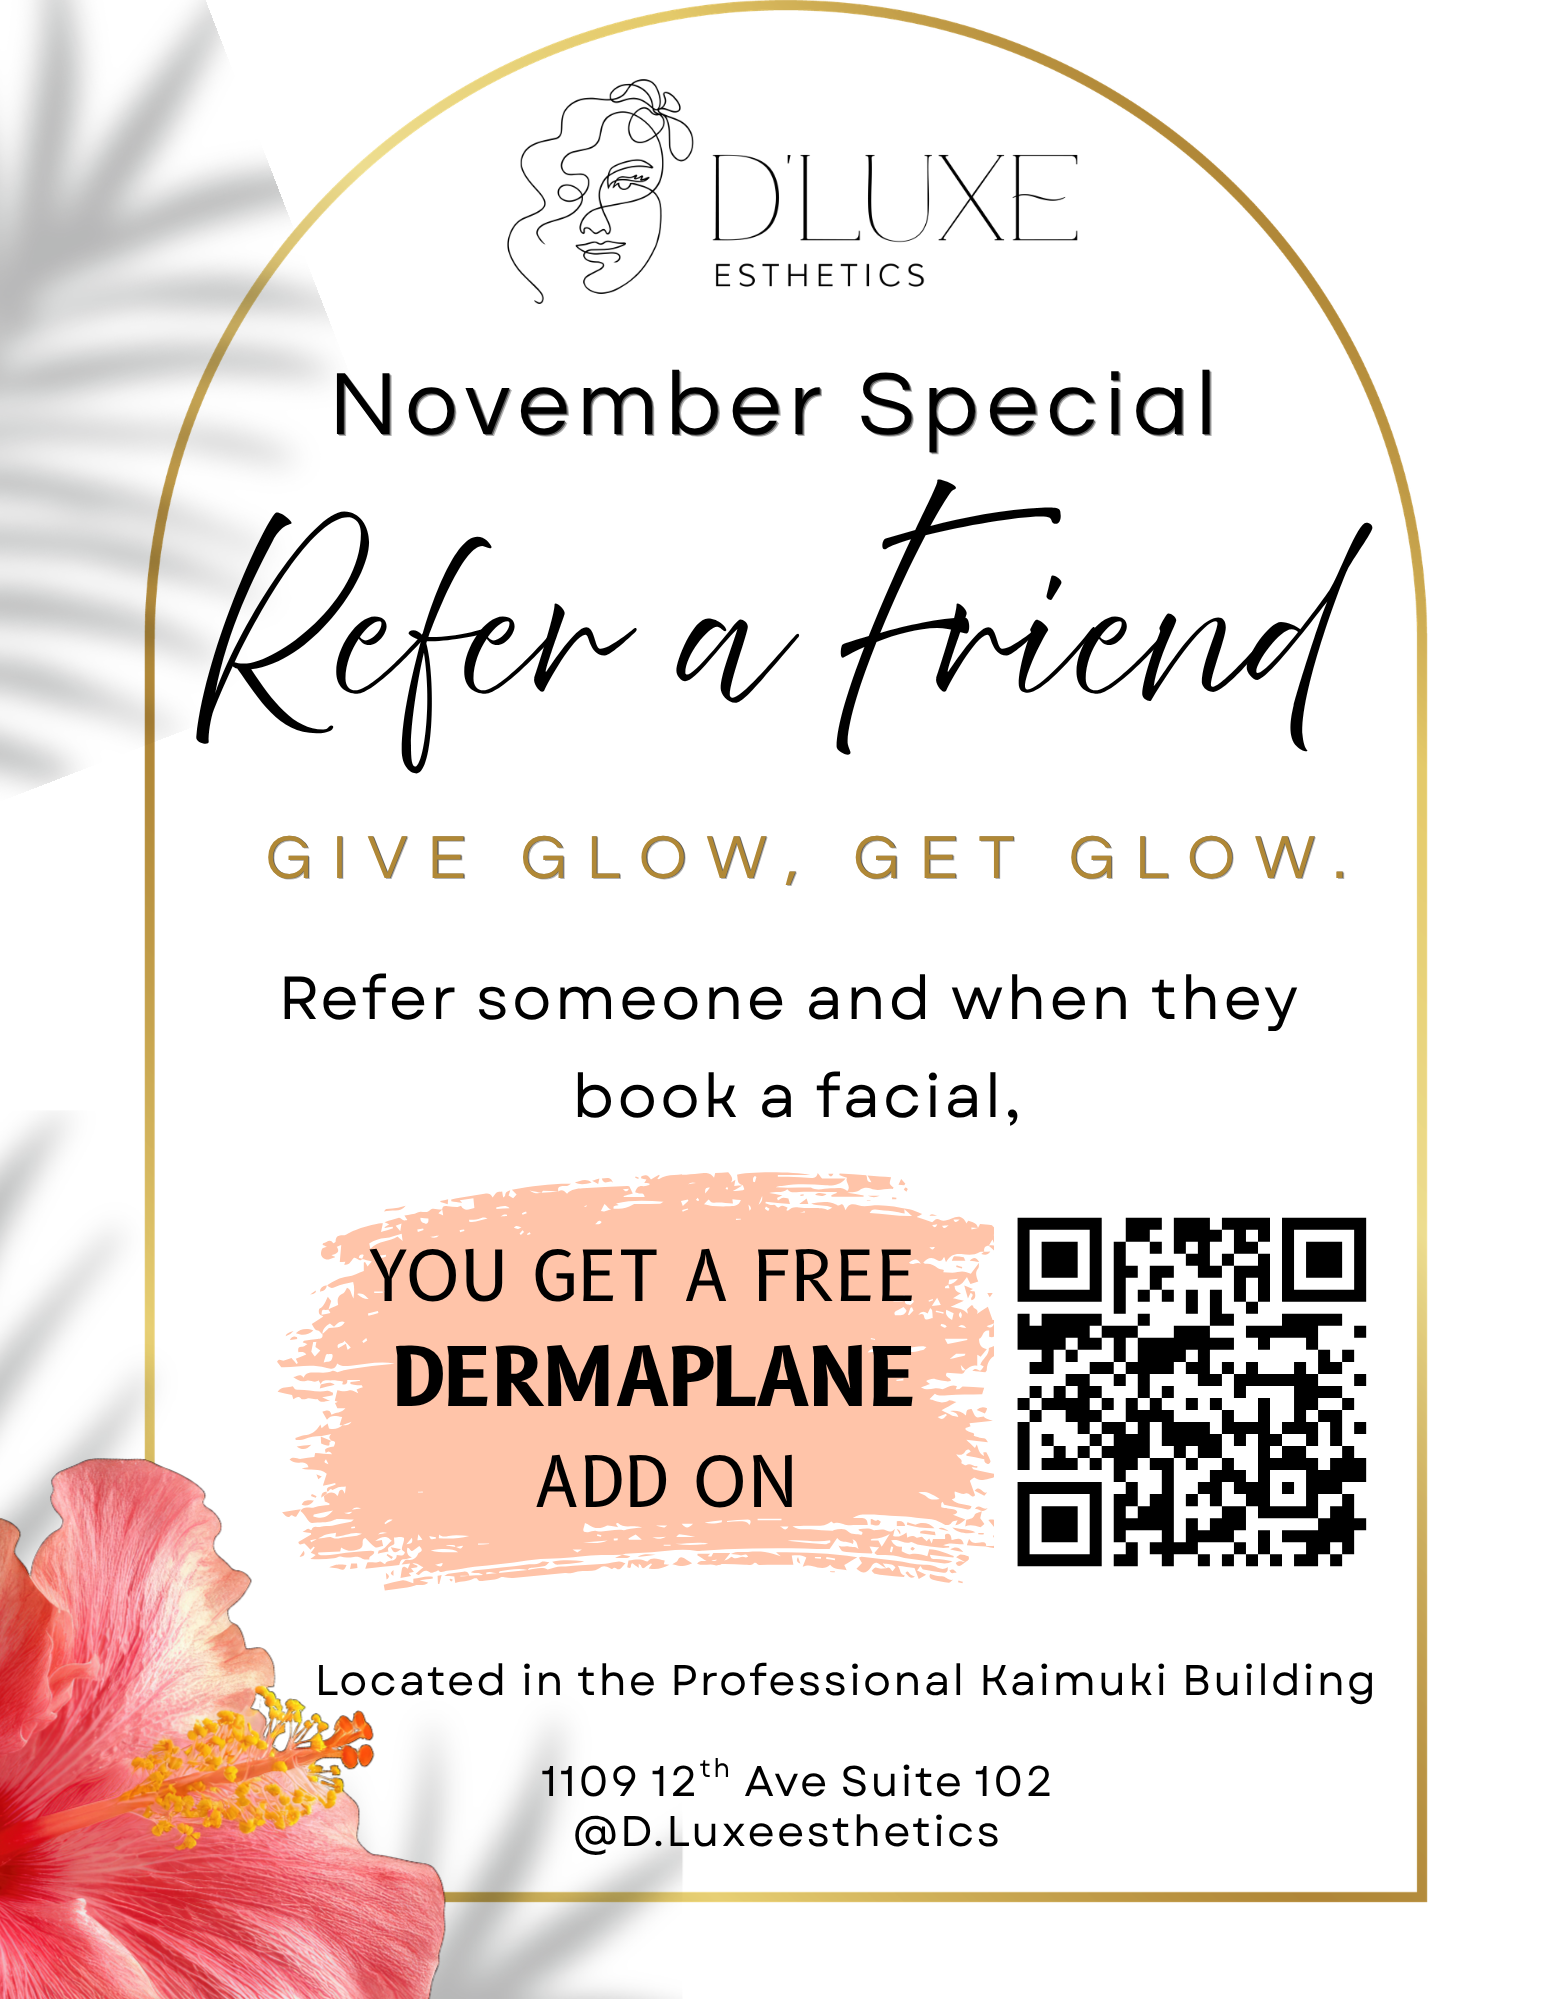 D'LUXE
ESTHETICS
November Special
Refer a Friend
GIVE GLOW, GET GLOW.
Refer someone and when they
book a facial,
YOU GET A FREE
DERMAPLANE
ADD ON
Located in the Professional Kaimuki Building
1109 12th Ave Suite 102
@D.Luxeesthetics